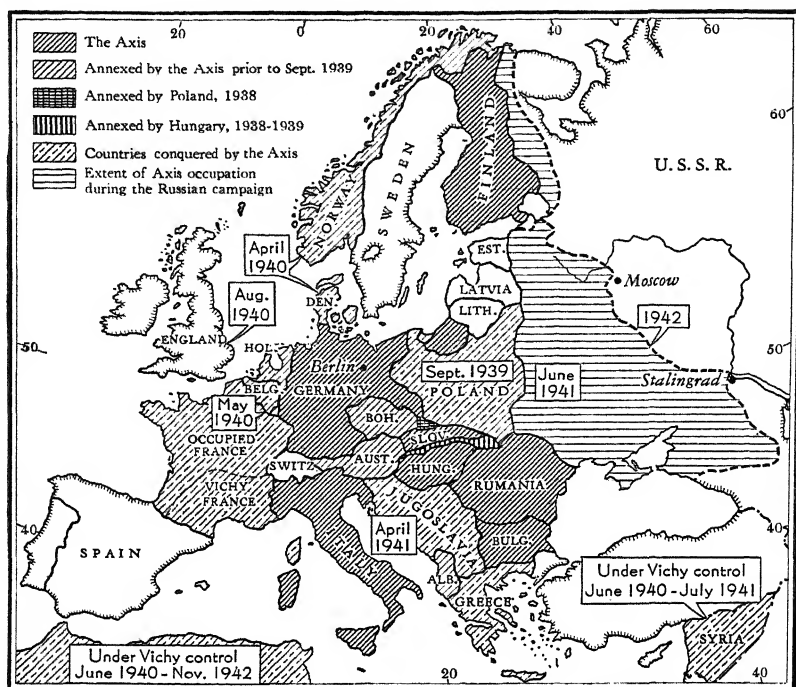 20
0
20
40
60
The Axis
Annexed by the Axis prior to Sept. 1939
Annexed by Poland, 1938
Annexed by Hungary, 1938-1939
Countries conquered by the Axis
Extent of Axis occupation
during the Russian campaign
60
U.S.S.R.
FINLAND
SWEDEN
NORWAY
April
1940
EST.
Moscow
Aug.
1940
DEN.
LATVIA
LITH.
1942
50
ENGLAND
HOL.
50
Berlin
Sept. 1939
June
1941
Stalingrad
BELG.
GERMANY
POLAND
May
1940
BOH.
OCCUPIED
FRANCE
SLOV.
SWITZ.
AUST.
HUNG.
VICHY
FRANCE
RUMANIA
40
JUGOSLAVIA
40
SPAIN
ITALY
April
1941
BULG.
ALB.
Under Vichy control
June 1940-July 1941
GREECE
SYRIA
Under Vichy control
June 1940 - Nov. 1942
20
40